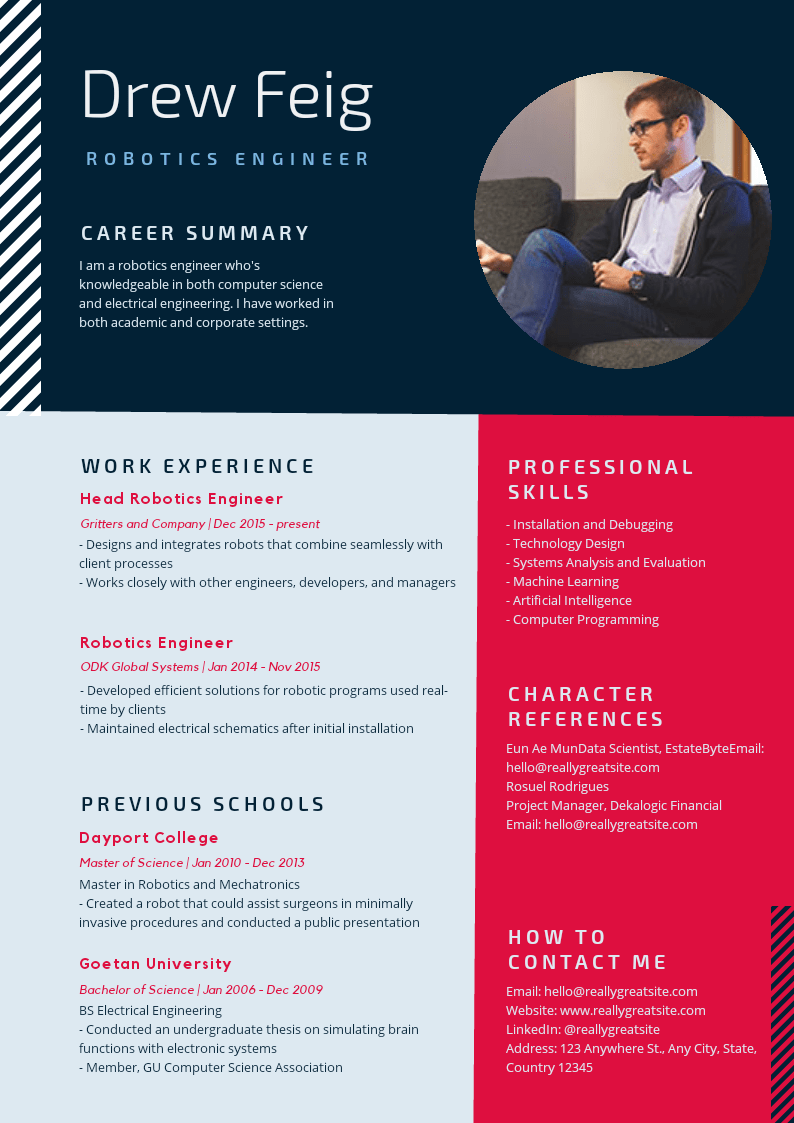 Drew Feig
ROBOTICS ENGINEER
CAREER SUMMARY
I am a robotics engineer who's
knowledgeable in both computer science
and electrical engineering. I have worked in
both academic and corporate settings.
WORK EXPERIENCE
Head Robotics Engineer
Gritters and Company | Dec 2015 - present
- Designs and integrates robots that combine seamlessly with
client processes
- Works closely with other engineers, developers, and managers
Robotics Engineer
ODK Global Systems | Jan 2014 - Nov 2015
- Developed efficient solutions for robotic programs used real-
time by clients
- Maintained electrical schematics after initial installation
PREVIOUS SCHOOLS
Dayport College
Master of Science | Jan 2010 - Dec 2013
Master in Robotics and Mechatronics
- Created a robot that could assist surgeons in minimally
invasive procedures and conducted a public presentation
Goetan University
Bachelor of Science | Jan 2006 - Dec 2009
BS Electrical Engineering
- Conducted an undergraduate thesis on simulating brain
functions with electronic systems
- Member, GU Computer Science Association
PROFESSIONAL
SKILLS
- Installation and Debugging
- Technology Design
- Systems Analysis and Evaluation
- Machine Learning
- Artificial Intelligence
- Computer Programming
CHARACTER
REFERENCES
Eun Ae MunData Scientist, EstateByteEmail:
hello@reallygreatsite.com
Rosuel Rodrigues
Project Manager, Dekalogic Financial
Email: hello@reallygreatsite.com
HOW TO
CONTACT ME
Email: hello@reallygreatsite.com
Website: www.reallygreatsite.com
LinkedIn: @reallygreatsite
Address: 123 Anywhere St., Any City, State,
Country 12345